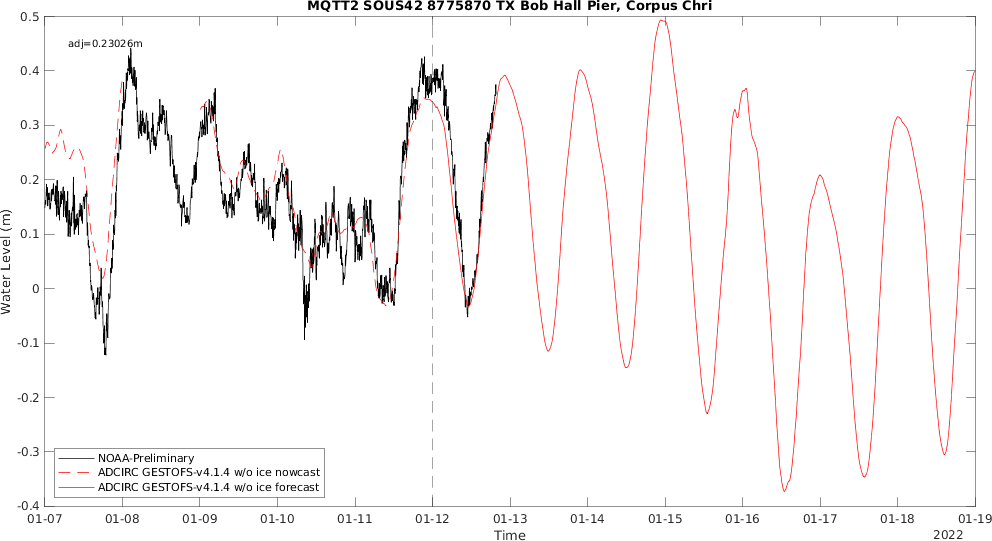 MQTT2 SOUS42 8775870 TX Bob Hall Pier, Corpus Chri
adj=0.23026m
0.5
0.4
0.3
0.2
0.1
0
-0.1
-0.2
-0.3
-0.4
Water Level (m)
NOAA-Preliminary
ADCIRC GESTOFS-v4.1.4 w/o ice nowcast
ADCIRC GESTOFS-v4.1.4 w/o ice forecast
01-07 01-08 01-09 01-10 01-11 01-12 01-13 01-14 01-15 01-16 01-17 01-18 01-19
Time
2022